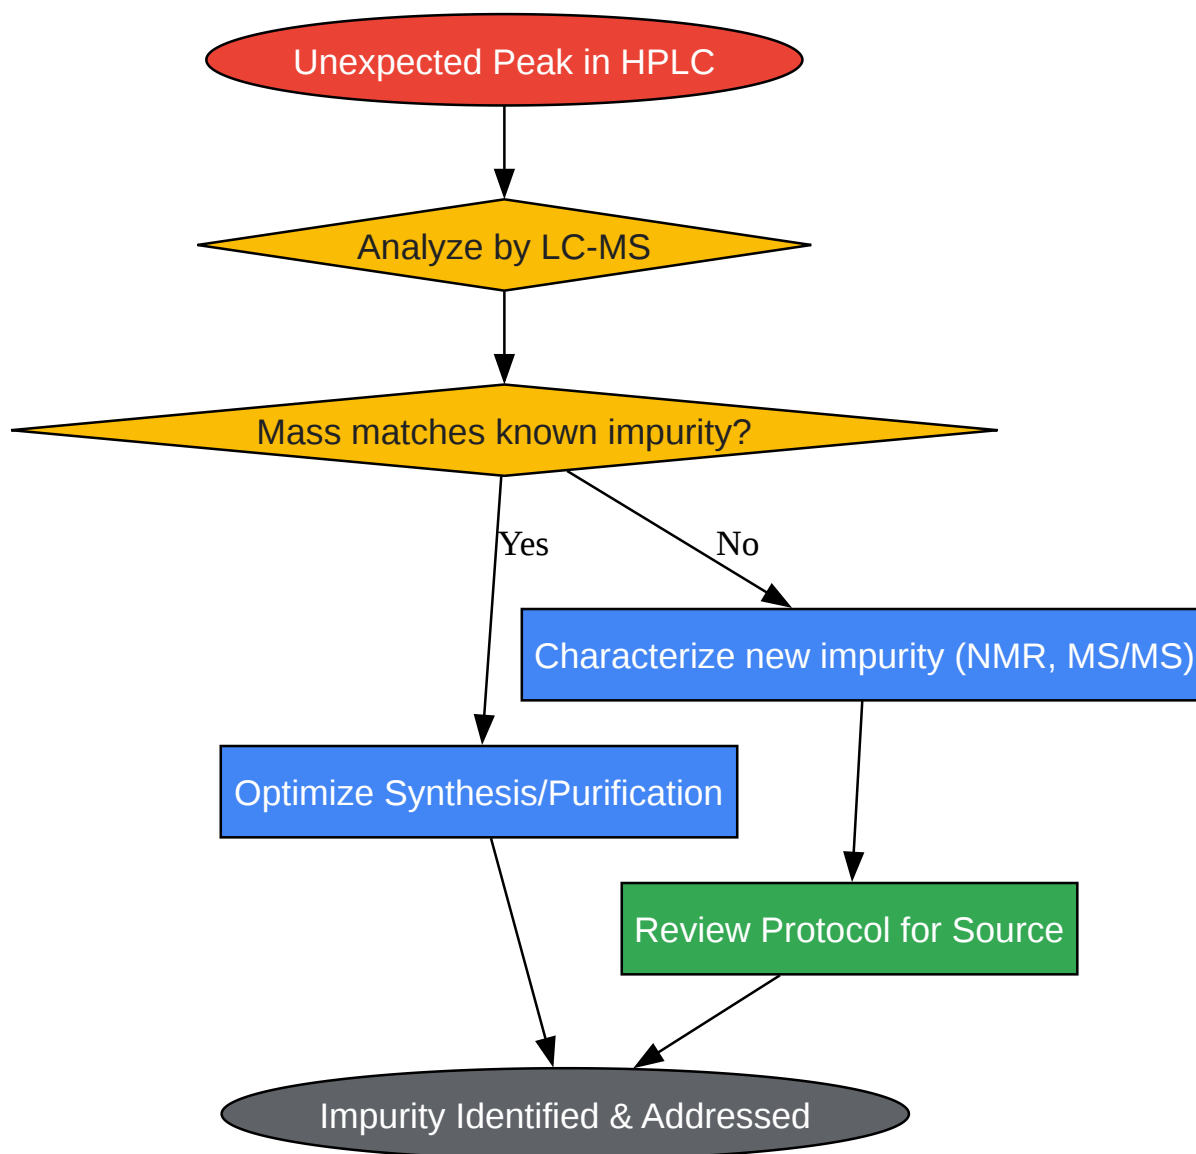 Unexpected Peak in HPLC
Analyze by LC-MS
Mass matches known impurity?
Yes
No
Characterize new impurity (NMR, MS/MS)
Optimize Synthesis/Purification
Review Protocol for Source
Impurity Identified & Addressed